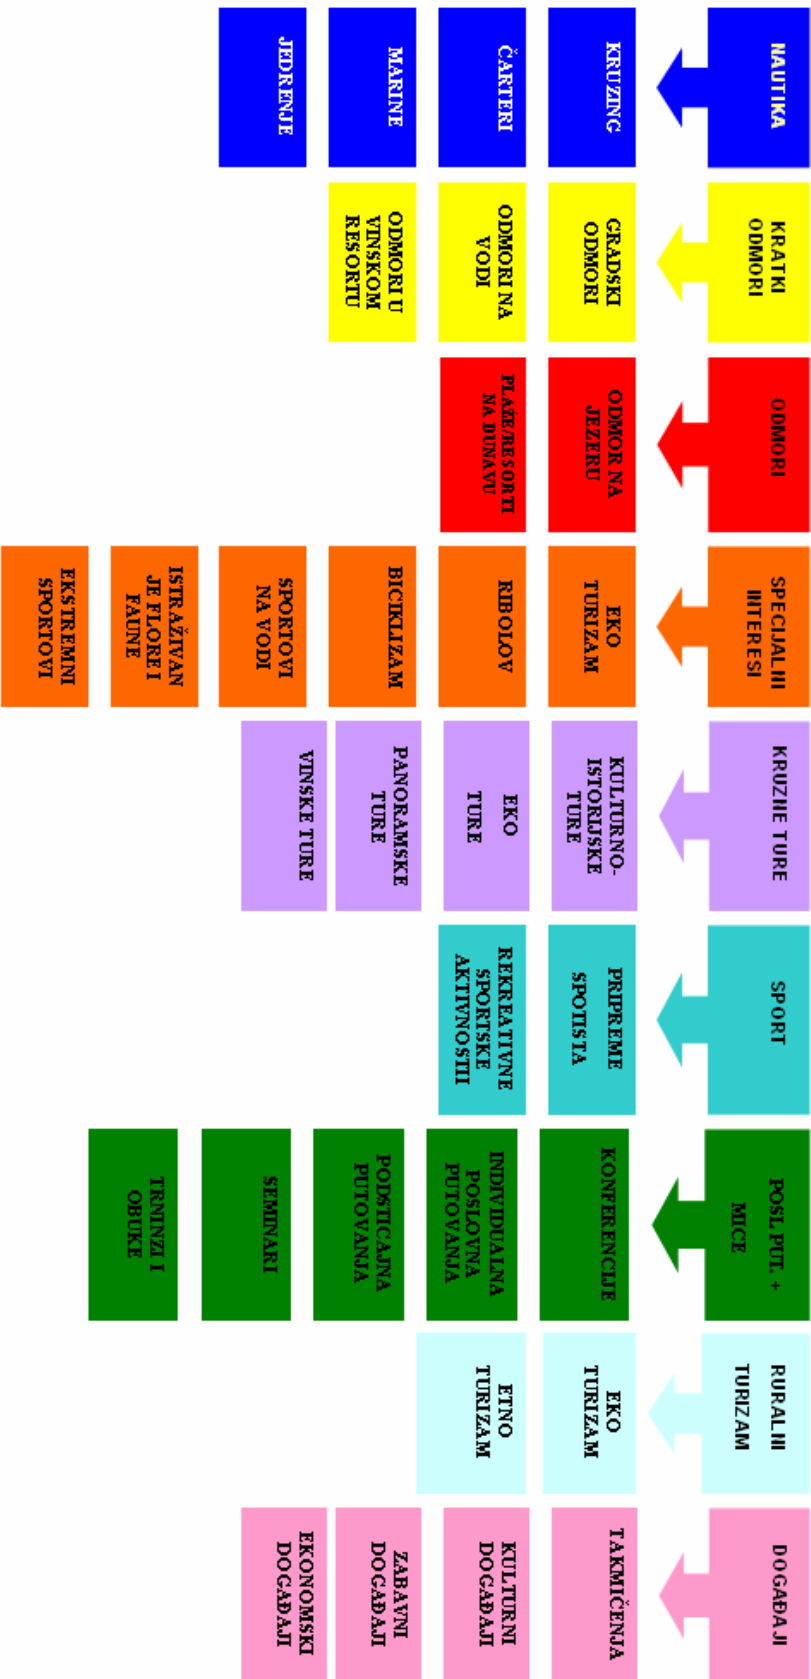 NAUTIKA
KRUZING
ČARTERI
MARINE
JEDRENJE
KRATKI
ODMORI
GRADSKI
ODMORI
ODMORI NA
VODI
ODMORI U
VINSKOM
RESORTU
ODMORI
ODMOR NA
JEZERU
PLAŽE/RESORTI
NA DUNAVU
SPECIJALNI
INTERESI
EKO
TURIZAM
RIBOLOV
BICIKLIZAM
SPORTOVI
NA VODI
ISTRAŽIVAN
JE FLORE I
FAUNE
EKSTREMNI
SPORTOVI
KRUZNE TURE
KULTURNO-
ISTORIJSKE
TURE
EKO
TURE
PANORAMSKE
TURE
VINSKE TURE
SPORT
PRIPREME
SPOTISTA
REKREATIVNE
SPORTSKE
AKTIVNOSTII
POSL PUT. +
MICE
KONFERENCIJE
INDIVIDUALNA
POSLOVNA
PUTOVANJA
PODSTICAJNA
PUTOVANJA
SEMINARI
TRNINZI I
OBUKE
RURALNI
TURIZAM
EKO
TURIZAM
ETNO
TURIZAM
DOGAĐAJI
TAKMIČENJA
KULTURNI
DOGAĐAJI
ZABAVNI
DOGAĐAJI
EKONOMSKI
DOGAĐAJI